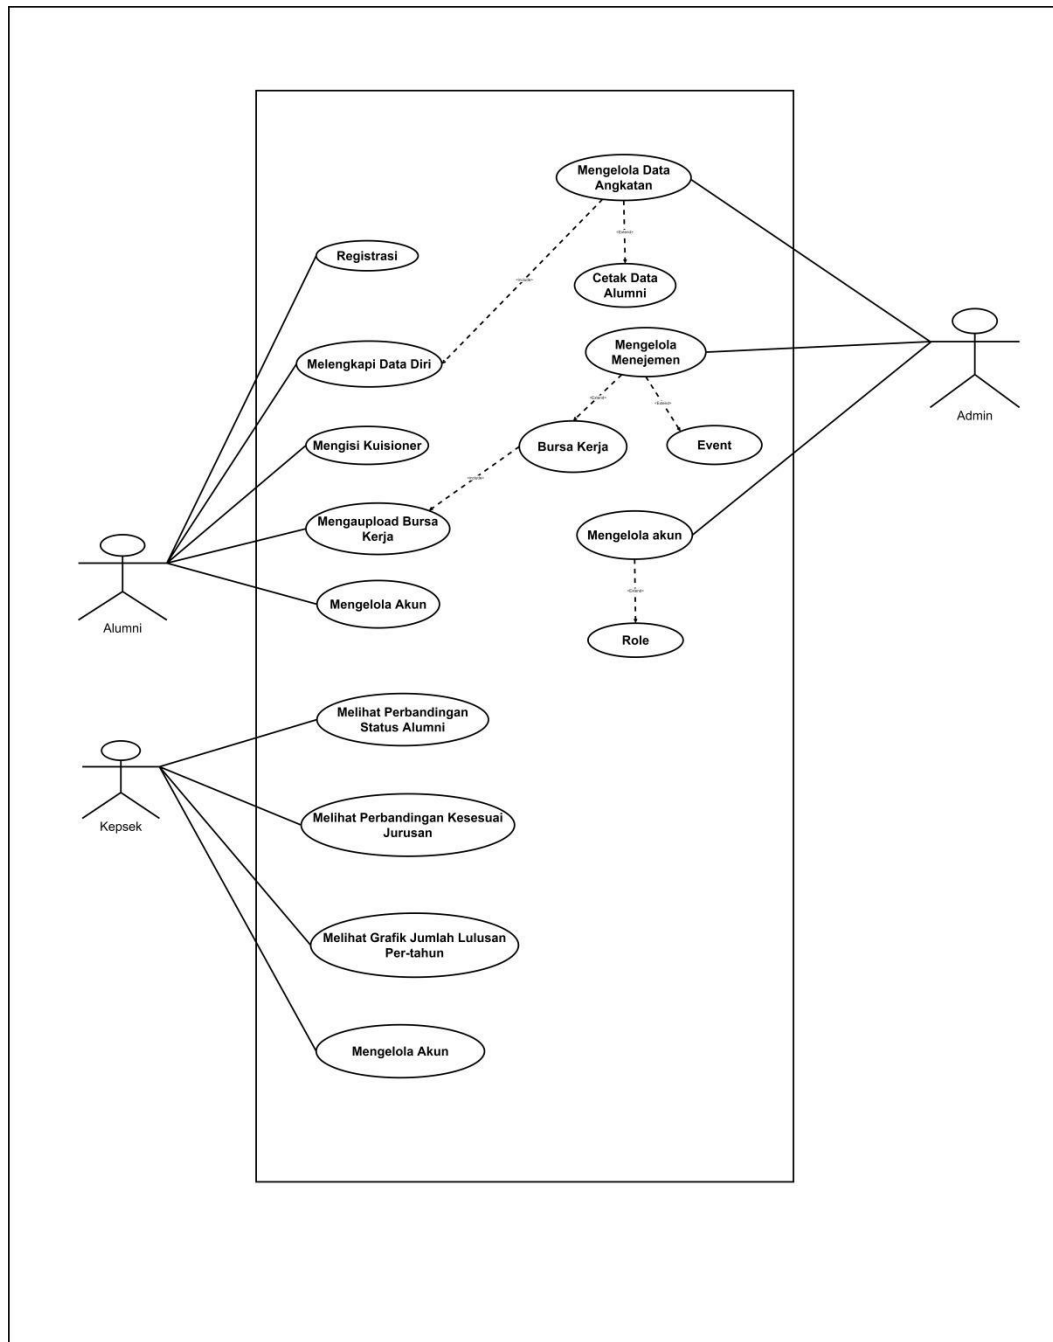 Mengelola Data
Angkatan
Registrasi
Cetak Data
Alumni
Mengelola
Menejemen
Melengkapi Data Diri
Admin
Mengisi Kuisioner
Bursa Kerja
Event
Mengaupload Bursa
Kerja
Mengelola akun
Mengelola Akun
Alumni
Role
Melihat Perbandingan
Status Alumni
Kepsek
Melihat Perbandingan Kesesuai
Jurusan
Melihat Grafik Jumlah Lulusan
Per-tahun
Mengelola Akun